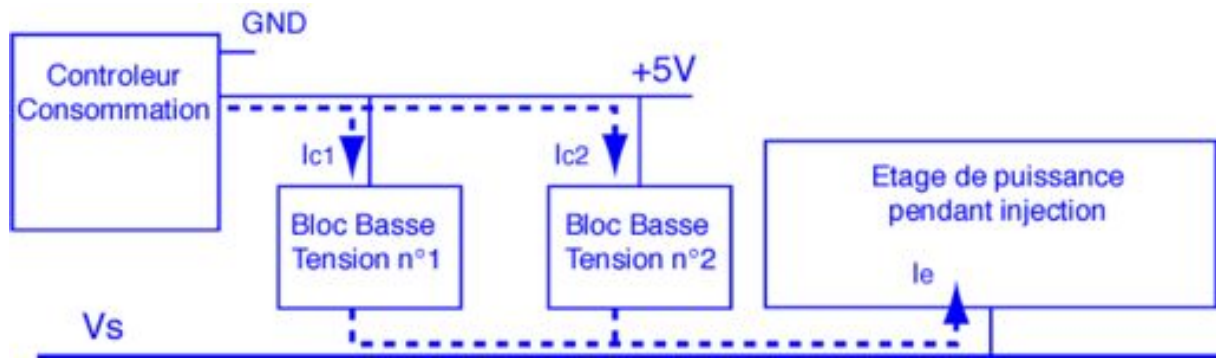 GND
Controleur
Consommation
+5V
Ic1
Ic2
Bloc Basse
Tension n°1
Bloc Basse
Tension n°2
Etage de puissance
pendant injection
Ie
Vs